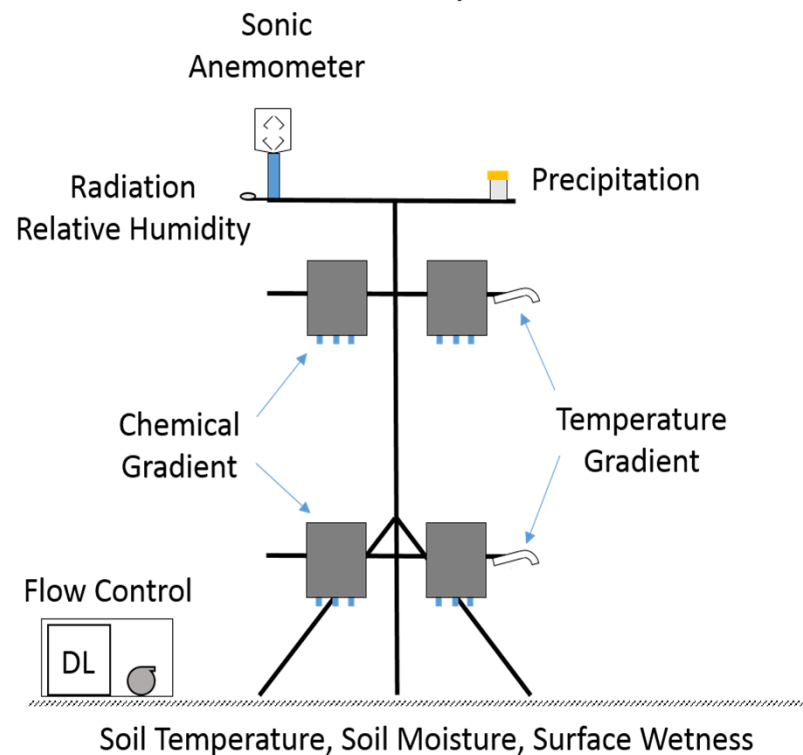 Sonic
Anemometer
Radiation
Relative Humidity
Precipitation
Chemical
Gradient
Temperature
Gradient
Flow Control
DL
Soil Temperature, Soil Moisture, Surface Wetness